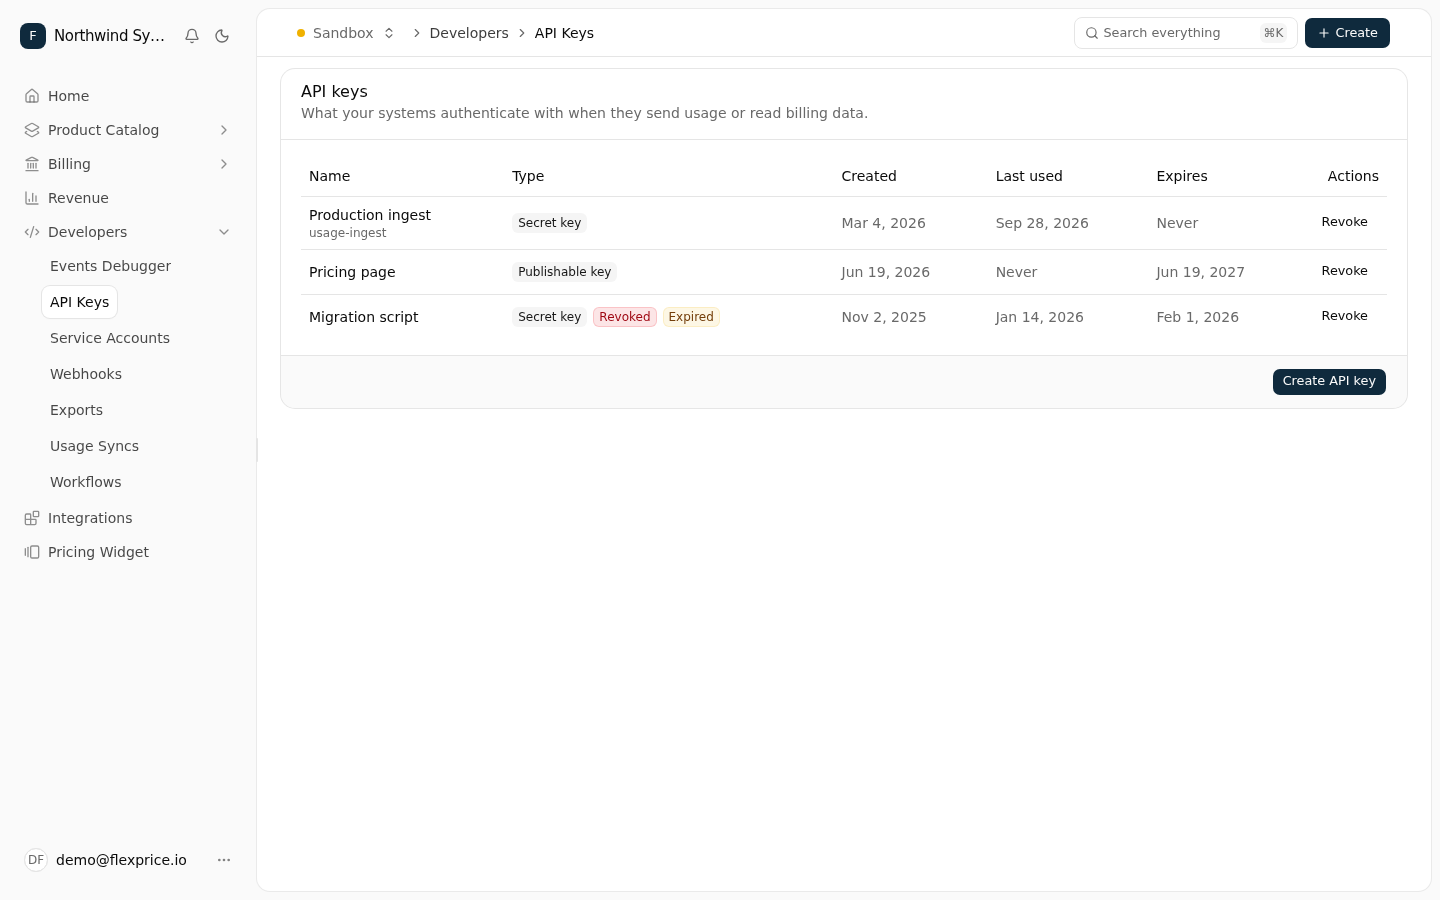 F Northwind Sy...
Sandbox
Developers
API Keys
Search everything
⌘K
Create
Home
Product Catalog
Billing
Revenue
Developers
Events Debugger
API Keys
Service Accounts
Webhooks
Exports
Usage Syncs
Workflows
Integrations
Pricing Widget
DF demo@flexprice.io
API keys
What your systems authenticate with when they send usage or read billing data.
Name Type Created Last used Expires Actions
Production ingest Secret key Mar 4, 2026 Sep 28, 2026 Never Revoke
usage-ingest
Pricing page Publishable key Jun 19, 2026 Never Jun 19, 2027 Revoke
Migration script Secret key Revoked Expired Nov 2, 2025 Jan 14, 2026 Feb 1, 2026 Revoke
Create API key